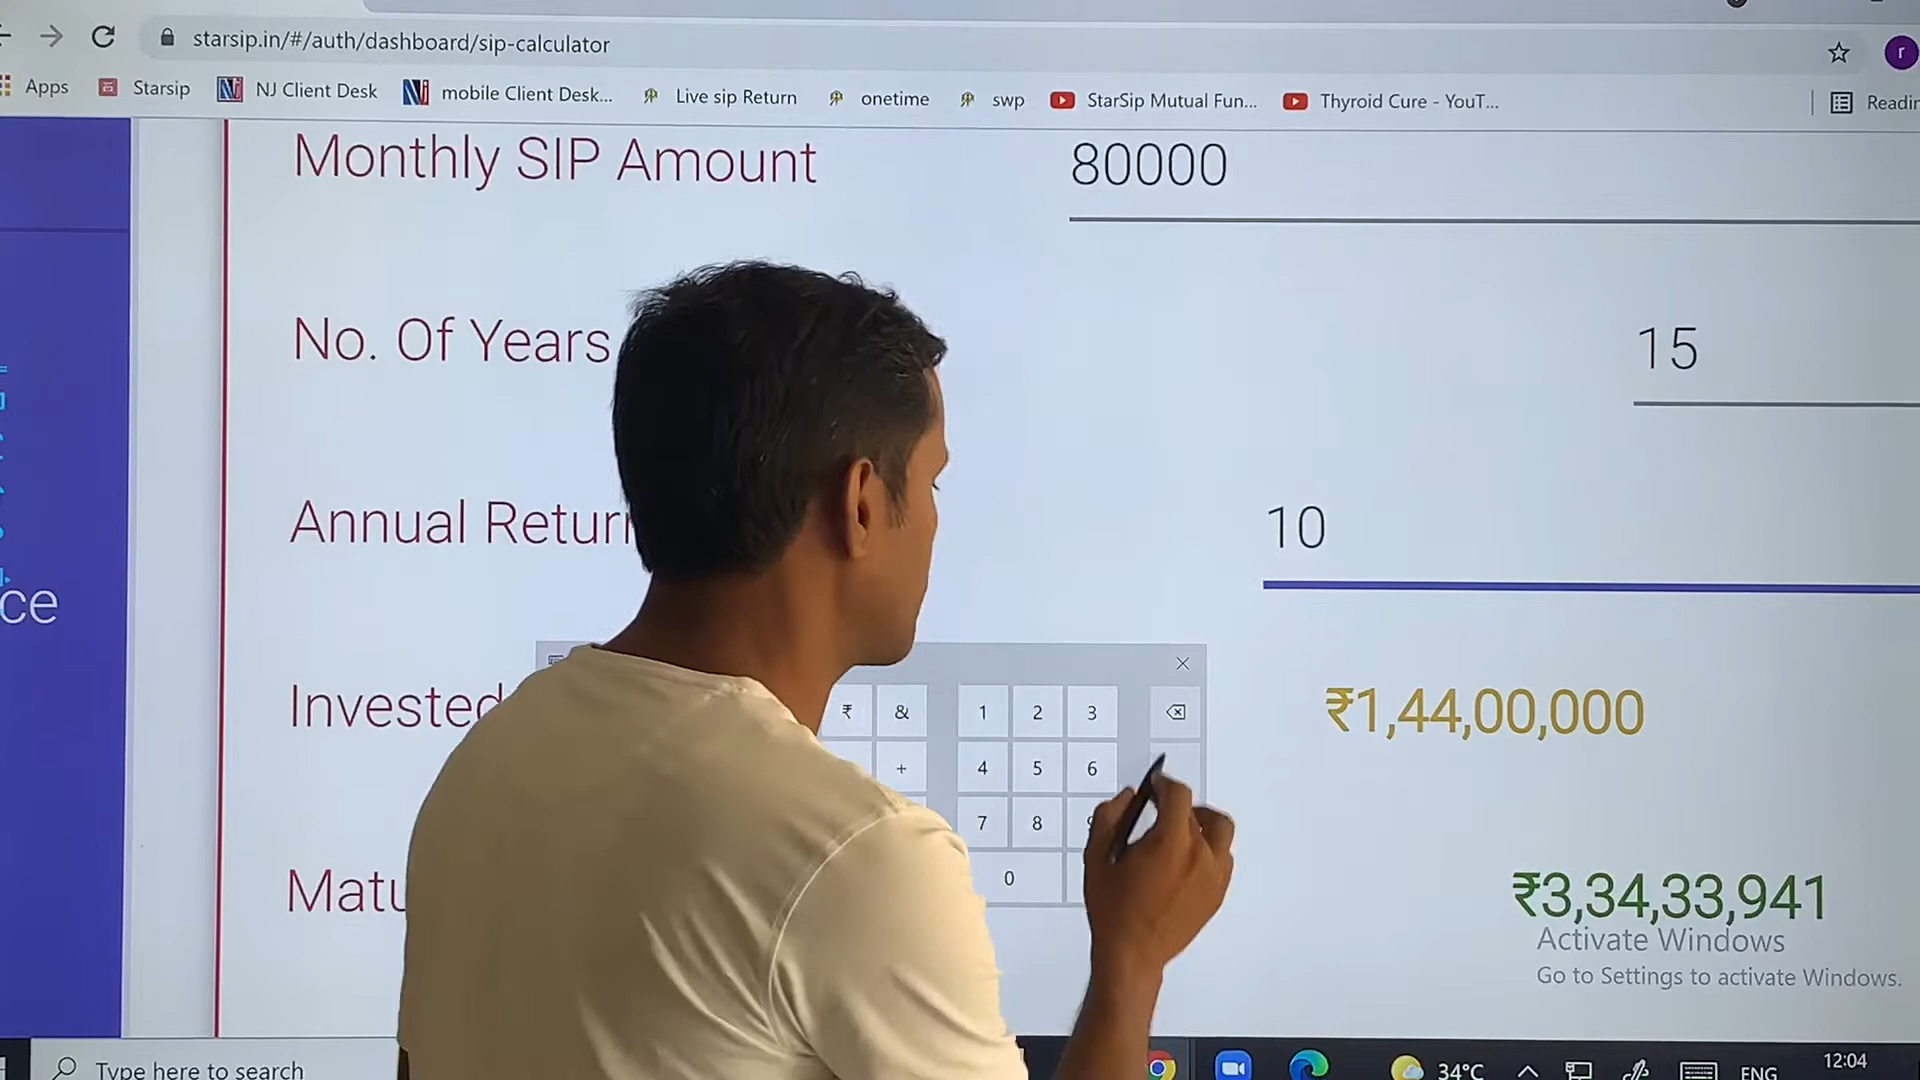 starsip.in/#/auth/dashboard/sip-calculator
r
Apps
Starsip
NJ Client Desk
mobile Client Desk...
Live sip Return
onetime
swp
StarSip Mutual Fun...
Thyroid Cure - YouT...
Readin
Monthly SIP Amount
80000
No. Of Years
15
Annual Return
10
ce
Invested
₹1,44,00,000
₹ & 1 2 3
+ 4 5 6
7 8
0
Matu
₹3,34,33,941
Activate Windows
Go to Settings to activate Windows.
Type here to search
34°C
ENG
12:04